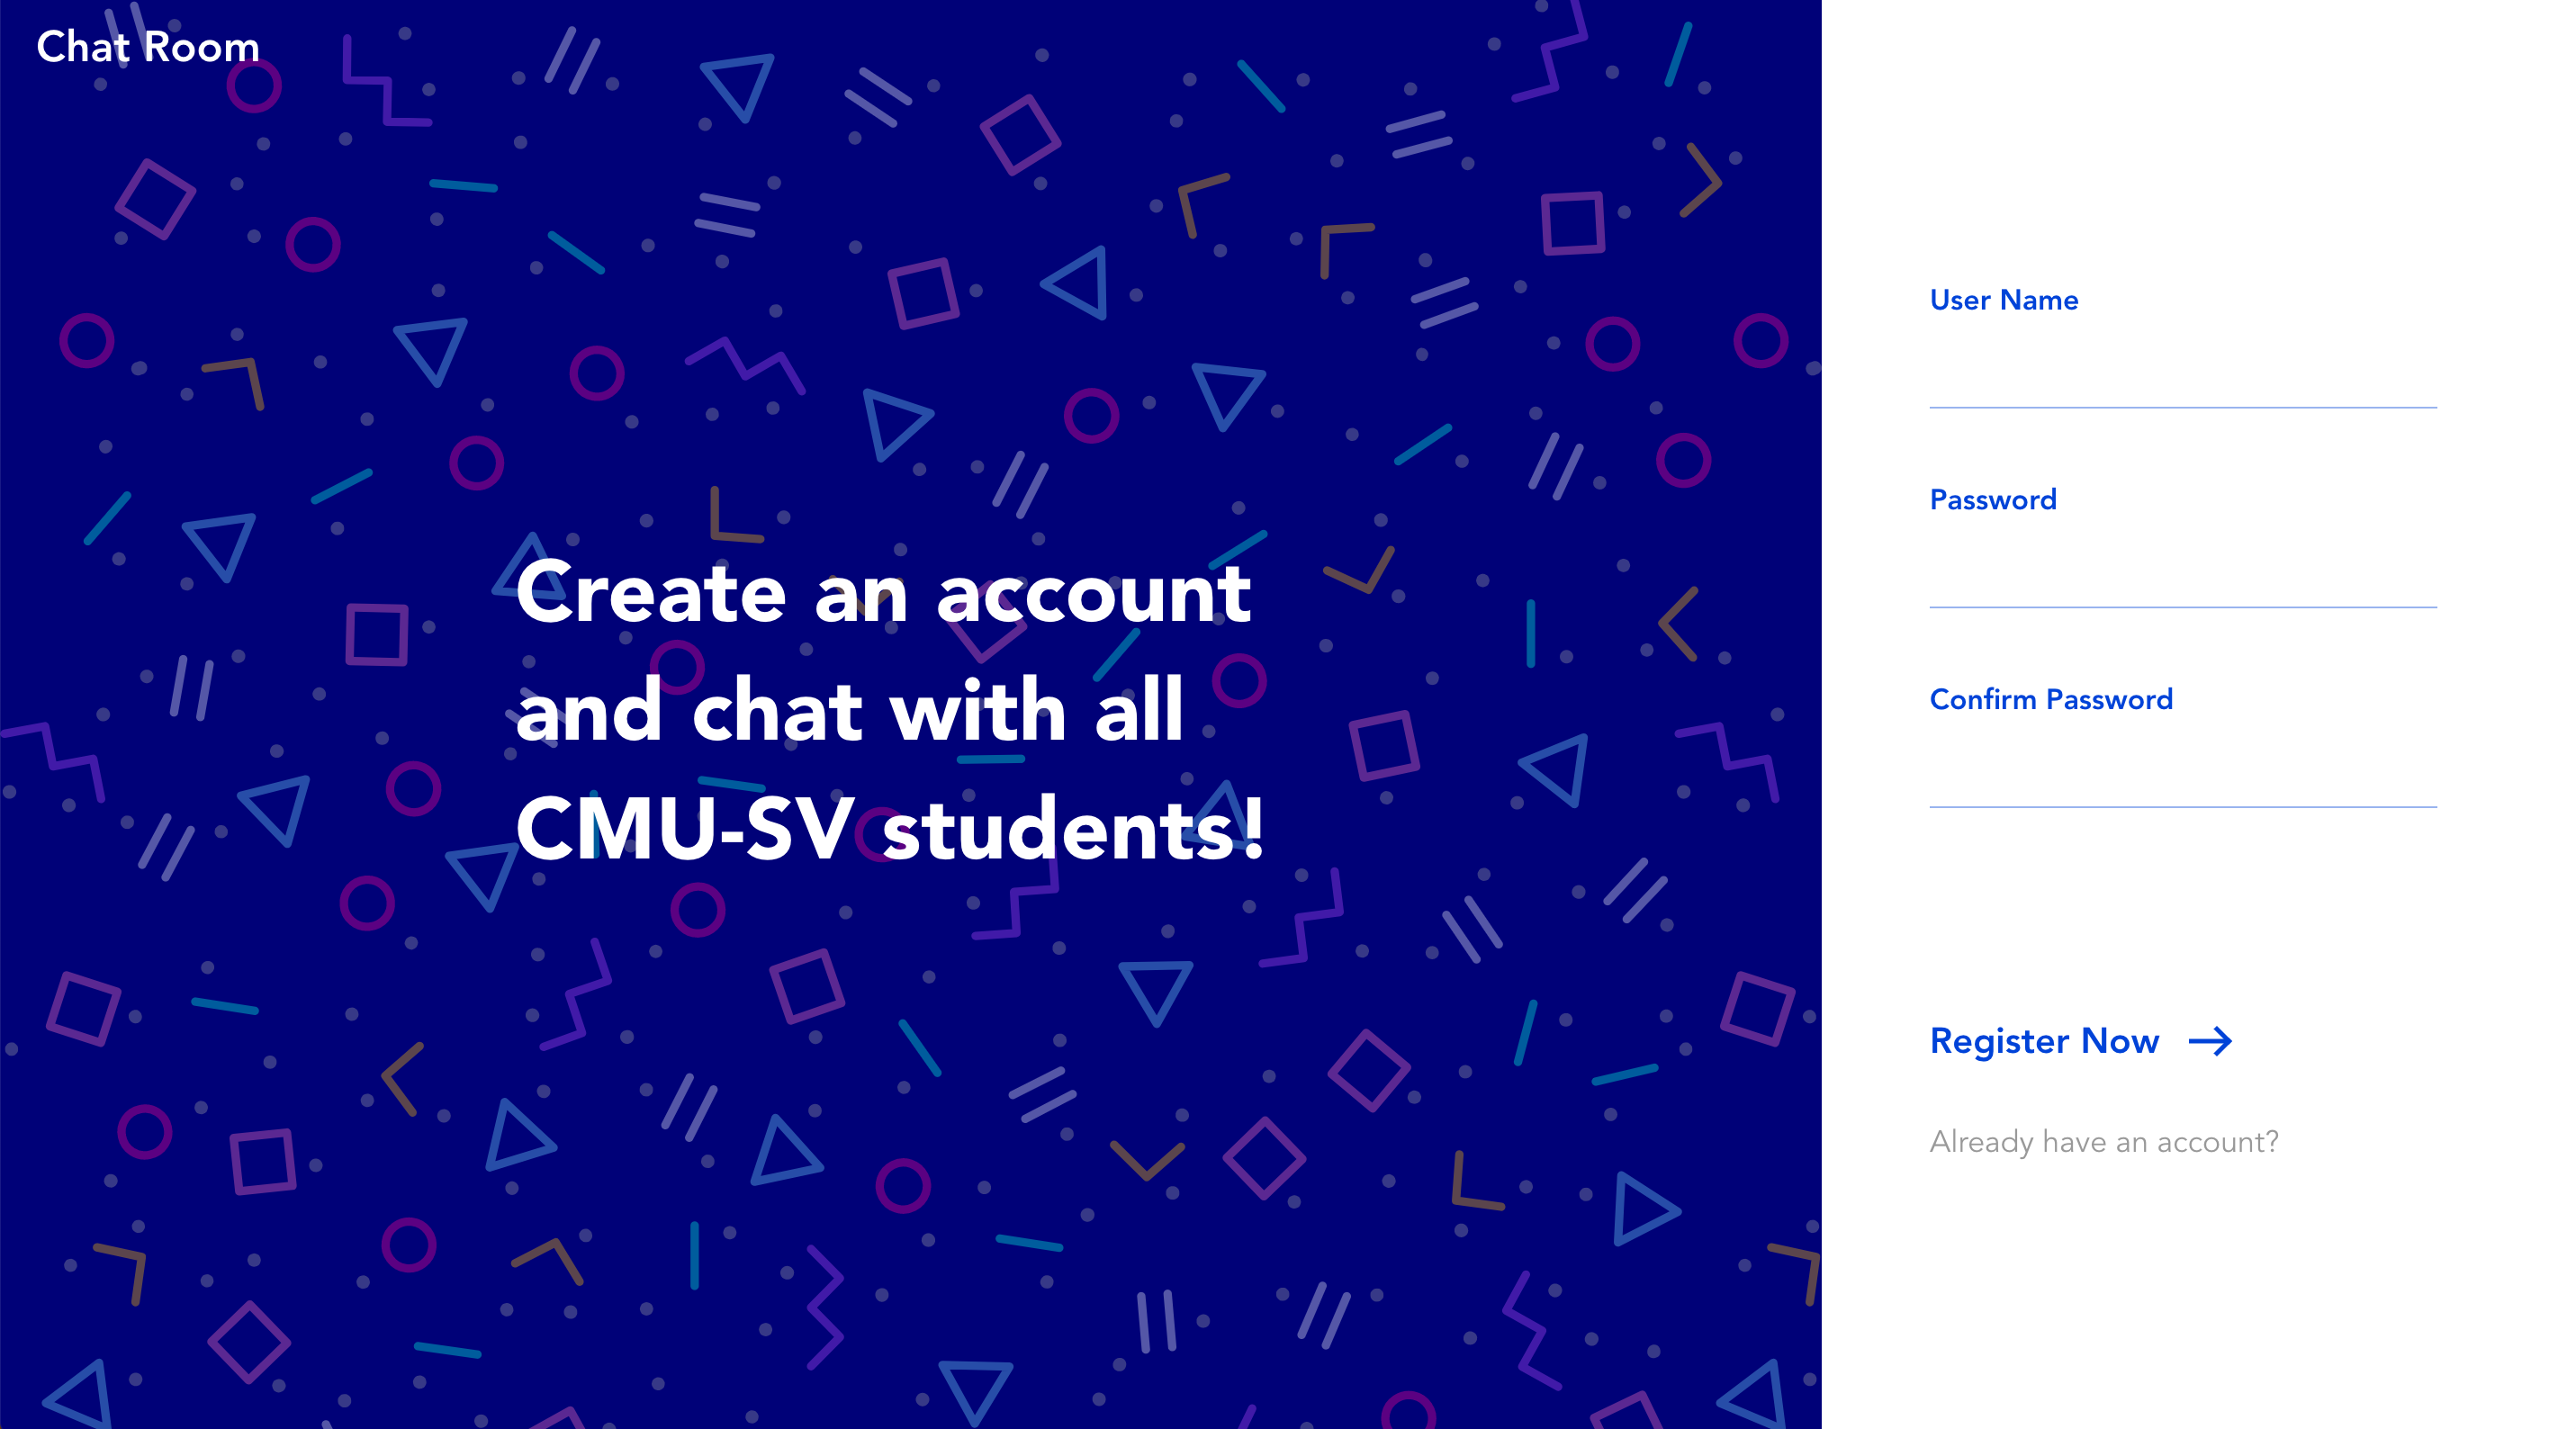 Chat Room
Create an account
and chat with all
CMU-SV students!
User Name
Password
Confirm Password
Register Now
Already have an account?